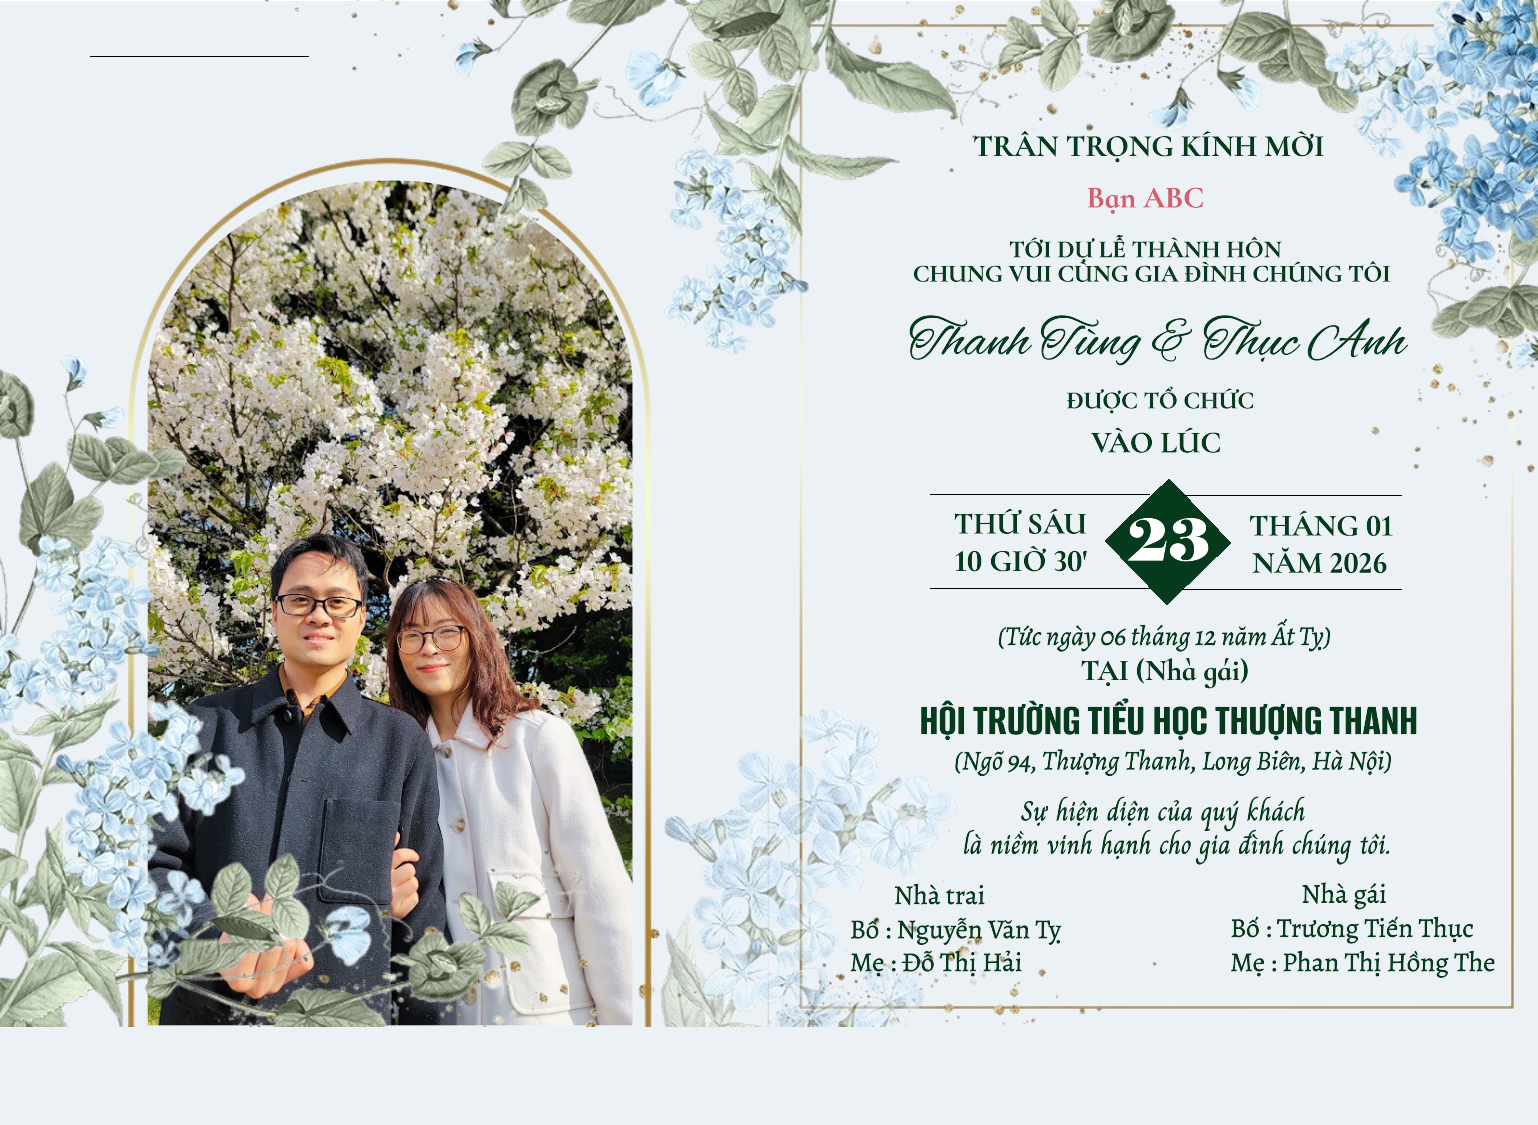 TRÂN TRỌNG KÍNH MỜI
Bạn ABC
TỚI DỰ LỄ THÀNH HÔN
CHUNG VUI CÙNG GIA ĐÌNH CHÚNG TÔI
Thanh Tùng & Thục Anh
ĐƯỢC TỔ CHỨC
VÀO LÚC
THỨ SÁU
10 GIỜ 30'
23
THÁNG 01
NĂM 2026
(Tức ngày 06 tháng 12 năm Ất Tỵ)
TẠI (Nhà gái)
HỘI TRƯỜNG TIỂU HỌC THƯỢNG THANH
(Ngõ 94, Thượng Thanh, Long Biên, Hà Nội)
Sự hiện diện của quý khách
là niềm vinh hạnh cho gia đình chúng tôi.
Nhà trai
Bố : Nguyễn Văn Tỵ
Mẹ : Đỗ Thị Hải
Nhà gái
Bố : Trương Tiến Thục
Mẹ : Phan Thị Hồng The